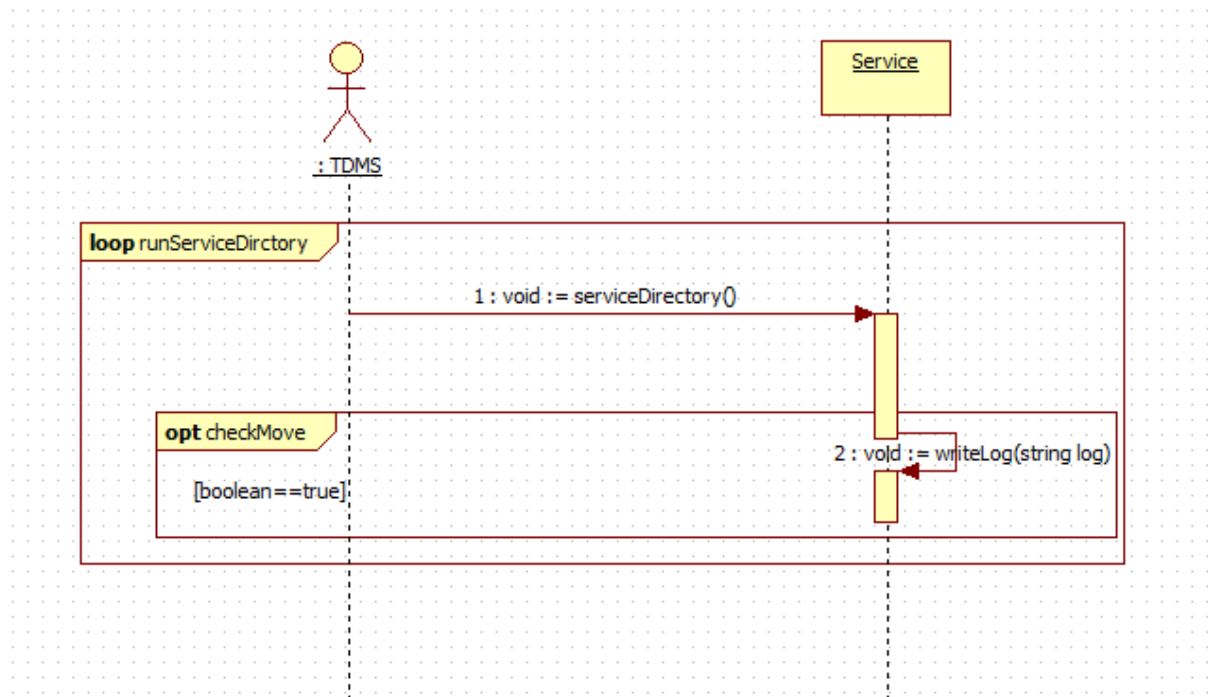 Service
: TDMS
loop runServiceDirctory
1 : void := serviceDirectory()
opt checkMove
2 : void := writeLog(string log)
[boolean==true]